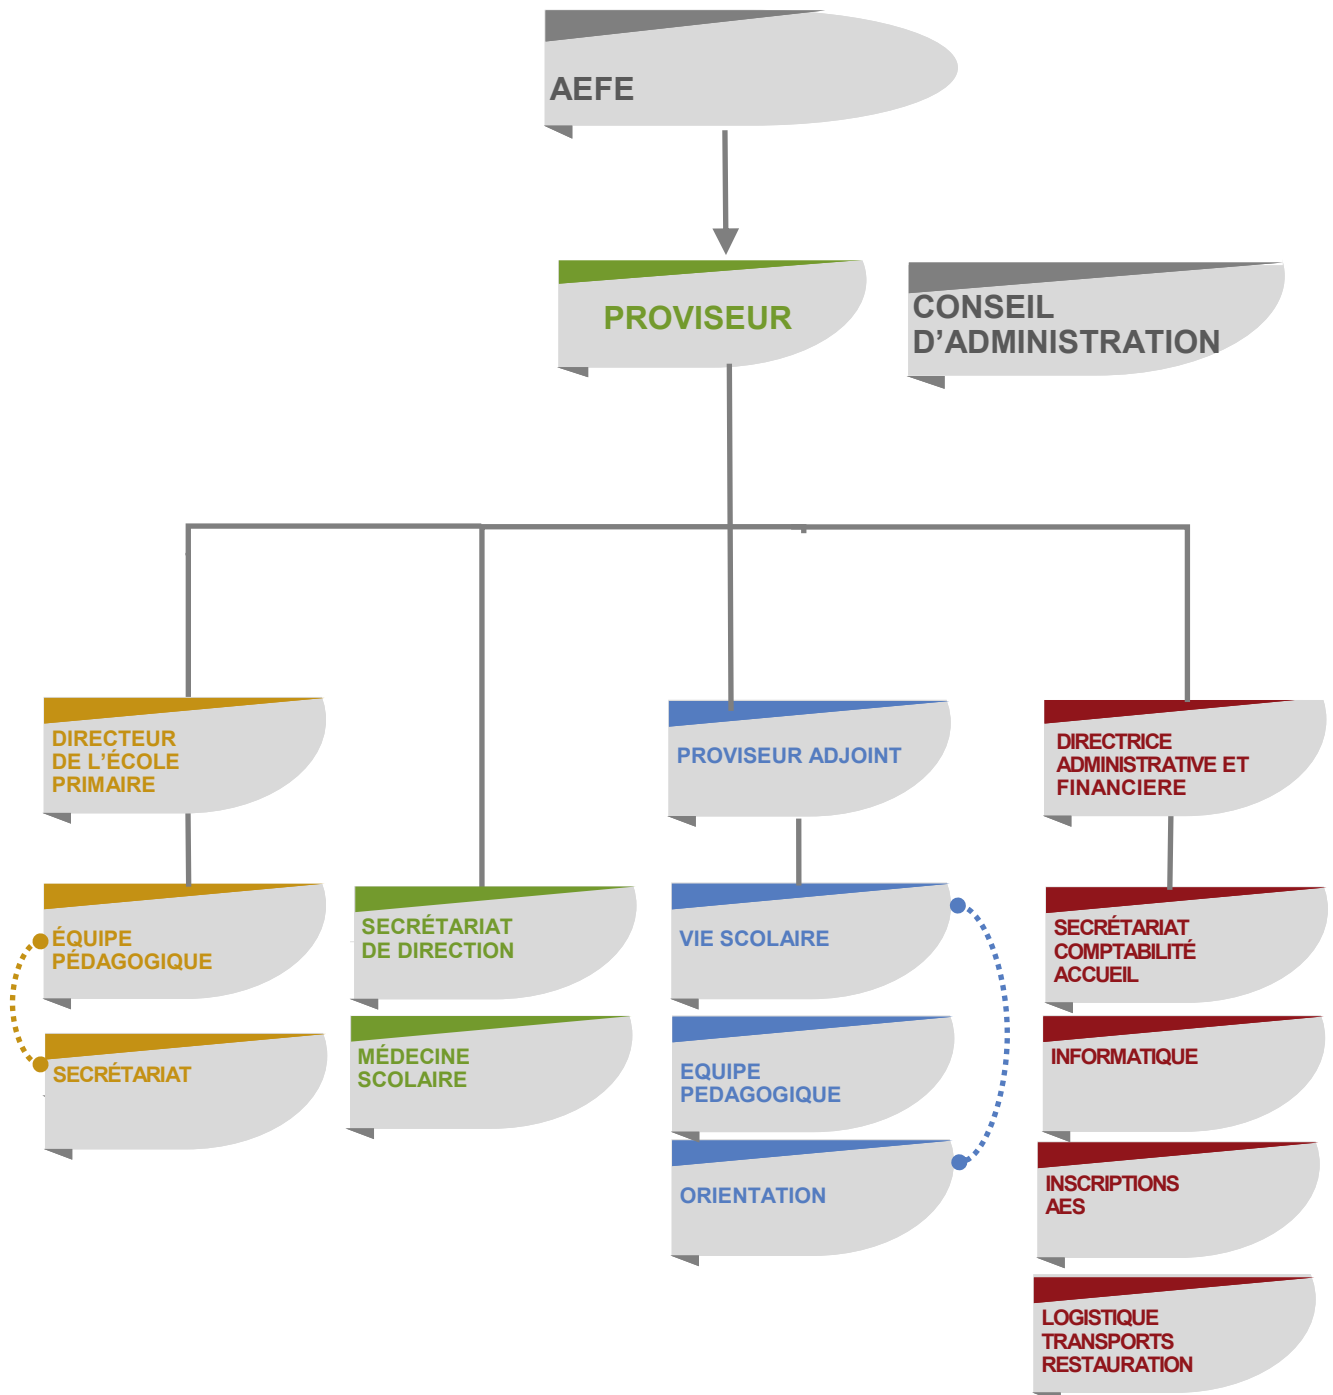 AEFE
PROVISEUR
CONSEIL
D’ADMINISTRATION
DIRECTEUR
DE L’ÉCOLE
PRIMAIRE
PROVISEUR ADJOINT
DIRECTRICE
ADMINISTRATIVE ET
FINANCIERE
ÉQUIPE
PÉDAGOGIQUE
SECRÉTARIAT
SECRÉTARIAT
DE DIRECTION
MÉDECINE
SCOLAIRE
VIE SCOLAIRE
EQUIPE
PEDAGOGIQUE
ORIENTATION
SECRÉTARIAT
COMPTABILITÉ
ACCUEIL
INFORMATIQUE
INSCRIPTIONS
AES
LOGISTIQUE
TRANSPORTS
RESTAURATION